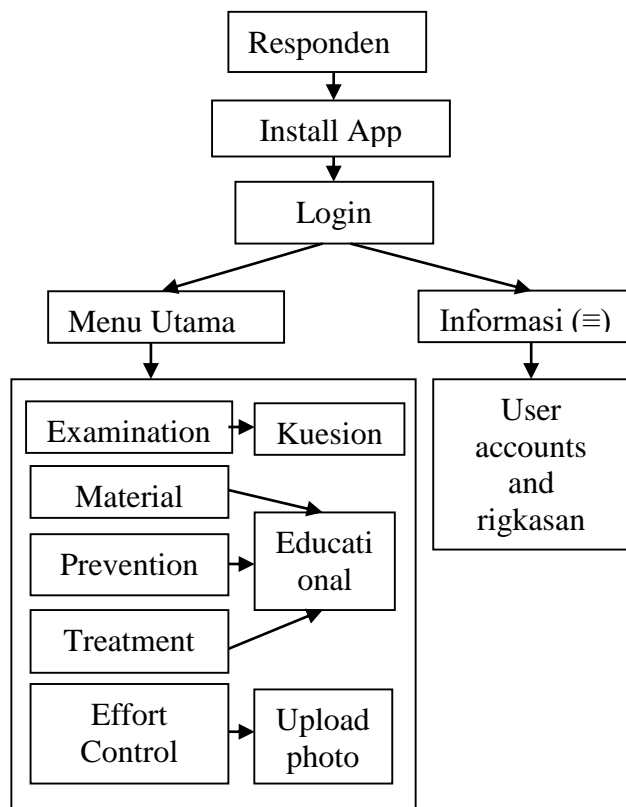 Responden
Install App
Login
Menu Utama
Informasi (≡)
Examination
Kuesion
Material
Prevention
Treatment
Educati
onal
Effort
Control
Upload
photo
User
accounts
and
rigkasan